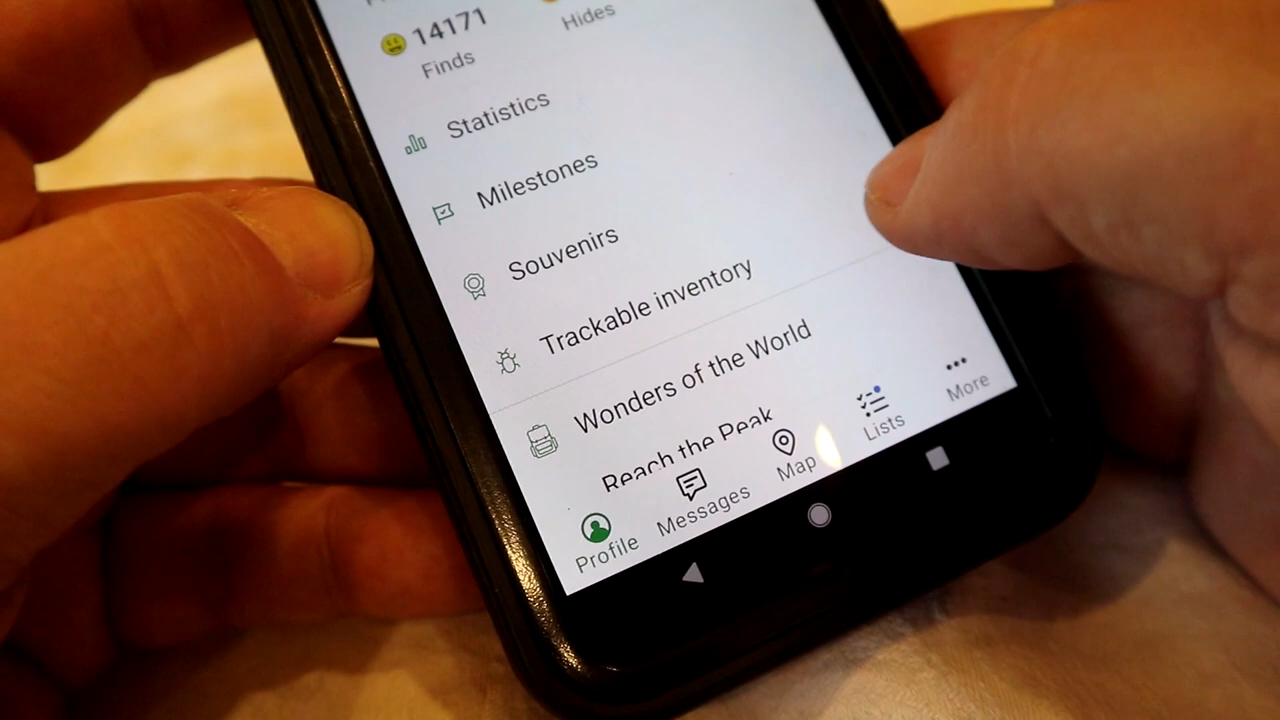 14171
Finds
Hides
Statistics
Milestones
Souvenirs
Trackable inventory
Wonders of the World
Reach the Peak
Profile
Messages
Map
Lists
More